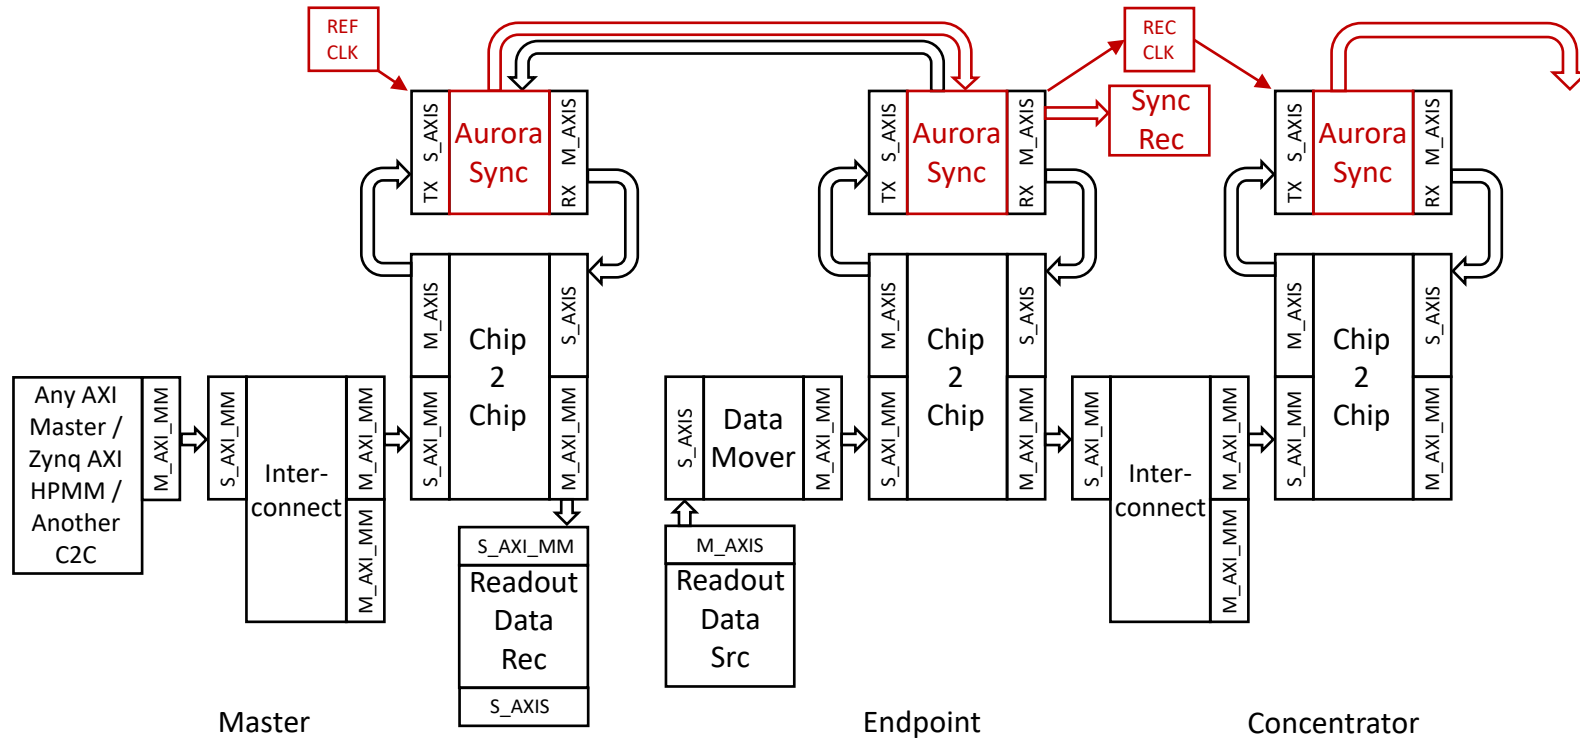 REF
CLK
REC
CLK
TX S_AXIS
Aurora
Sync
RX M_AXIS
TX S_AXIS
Aurora
Sync
RX M_AXIS
Sync
Rec
TX S_AXIS
Aurora
Sync
RX M_AXIS
M_AXIS
S_AXIS
Chip
2
Chip
S_AXI_MM
M_AXI_MM
M_AXIS
S_AXIS
Chip
2
Chip
S_AXI_MM
M_AXI_MM
M_AXIS
S_AXIS
Chip
2
Chip
S_AXI_MM
M_AXI_MM
Any AXI
Master /
Zynq AXI
HPMM /
Another
C2C
M_AXI_MM
S_AXI_MM
Inter-
connect
M_AXI_MM
M_AXI_MM
S_AXIS
Data
Mover
M_AXI_MM
S_AXI_MM
Inter-
connect
M_AXI_MM
M_AXI_MM
S_AXI_MM
Readout
Data
Rec
S_AXIS
M_AXIS
Readout
Data
Src
Master
Endpoint
Concentrator